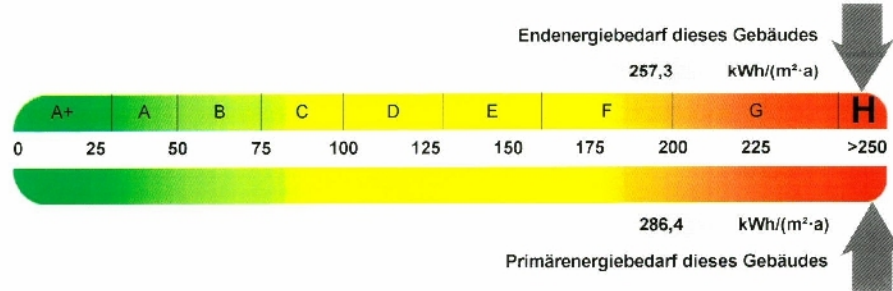 Endenergiebedarf dieses Gebäudes
257,3 kWh/(m²·a)
A+ A B C D E F G H
0 25 50 75 100 125 150 175 200 225 >250
286,4 kWh/(m²·a)
Primärenergiebedarf dieses Gebäudes